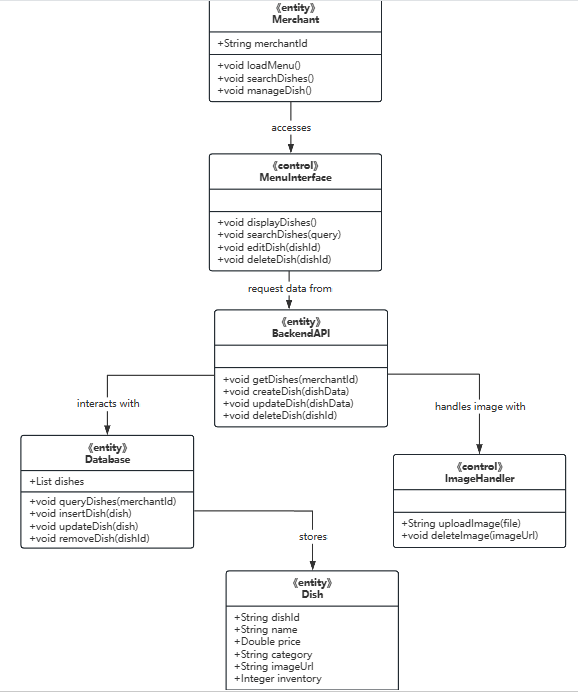 《entity》
Merchant
+String merchantId
+void loadMenu()
+void searchDishes()
+void manageDish()
accesses
《control》
MenuInterface
+void displayDishes()
+void searchDishes(query)
+void editDish(dishId)
+void deleteDish(dishId)
request data from
《entity》
BackendAPI
+void getDishes(merchantId)
+void createDish(dishData)
+void updateDish(dishData)
+void deleteDish(dishId)
interacts with
handles image with
《entity》
Database
+List dishes
+void queryDishes(merchantId)
+void insertDish(dish)
+void updateDish(dish)
+void removeDish(dishId)
《control》
ImageHandler
+String uploadImage(file)
+void deleteImage(imageUrl)
stores
《entity》
Dish
+String dishId
+String name
+Double price
+String category
+String imageUrl
+Integer inventory